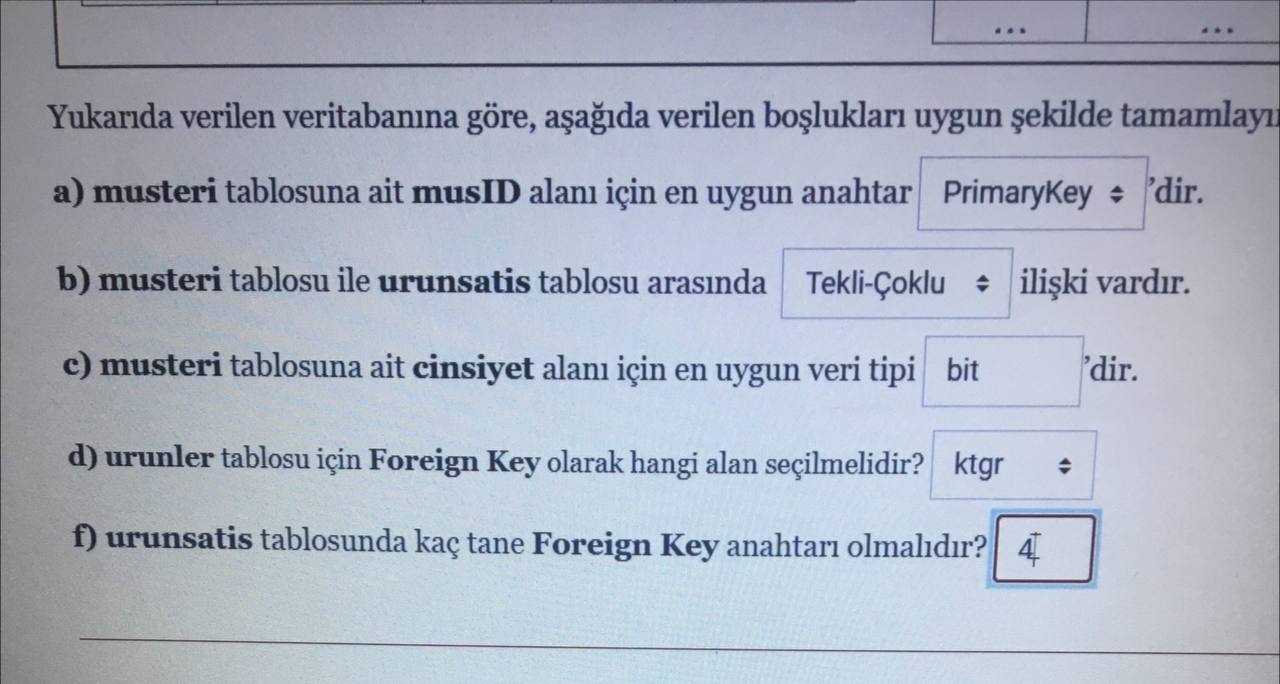 ... ...
Yukarıda verilen veritabanına göre, aşağıda verilen boşlukları uygun şekilde
a) musteri tablosuna ait musID alanı için en uygun anahtar PrimaryKey 'dir.
b) musteri tablosu ile urunsatis tablosu arasında Tekli-Çoklu ilişki vardır.
c) musteri tablosuna ait cinsiyet alanı için en uygun veri tipi bit 'dir.
d) urunler tablosu için Foreign Key olarak hangi alan seçilmelidir? ktgr
f) urunsatis tablosunda kaç tane Foreign Key anahtarı olmalıdır? 4